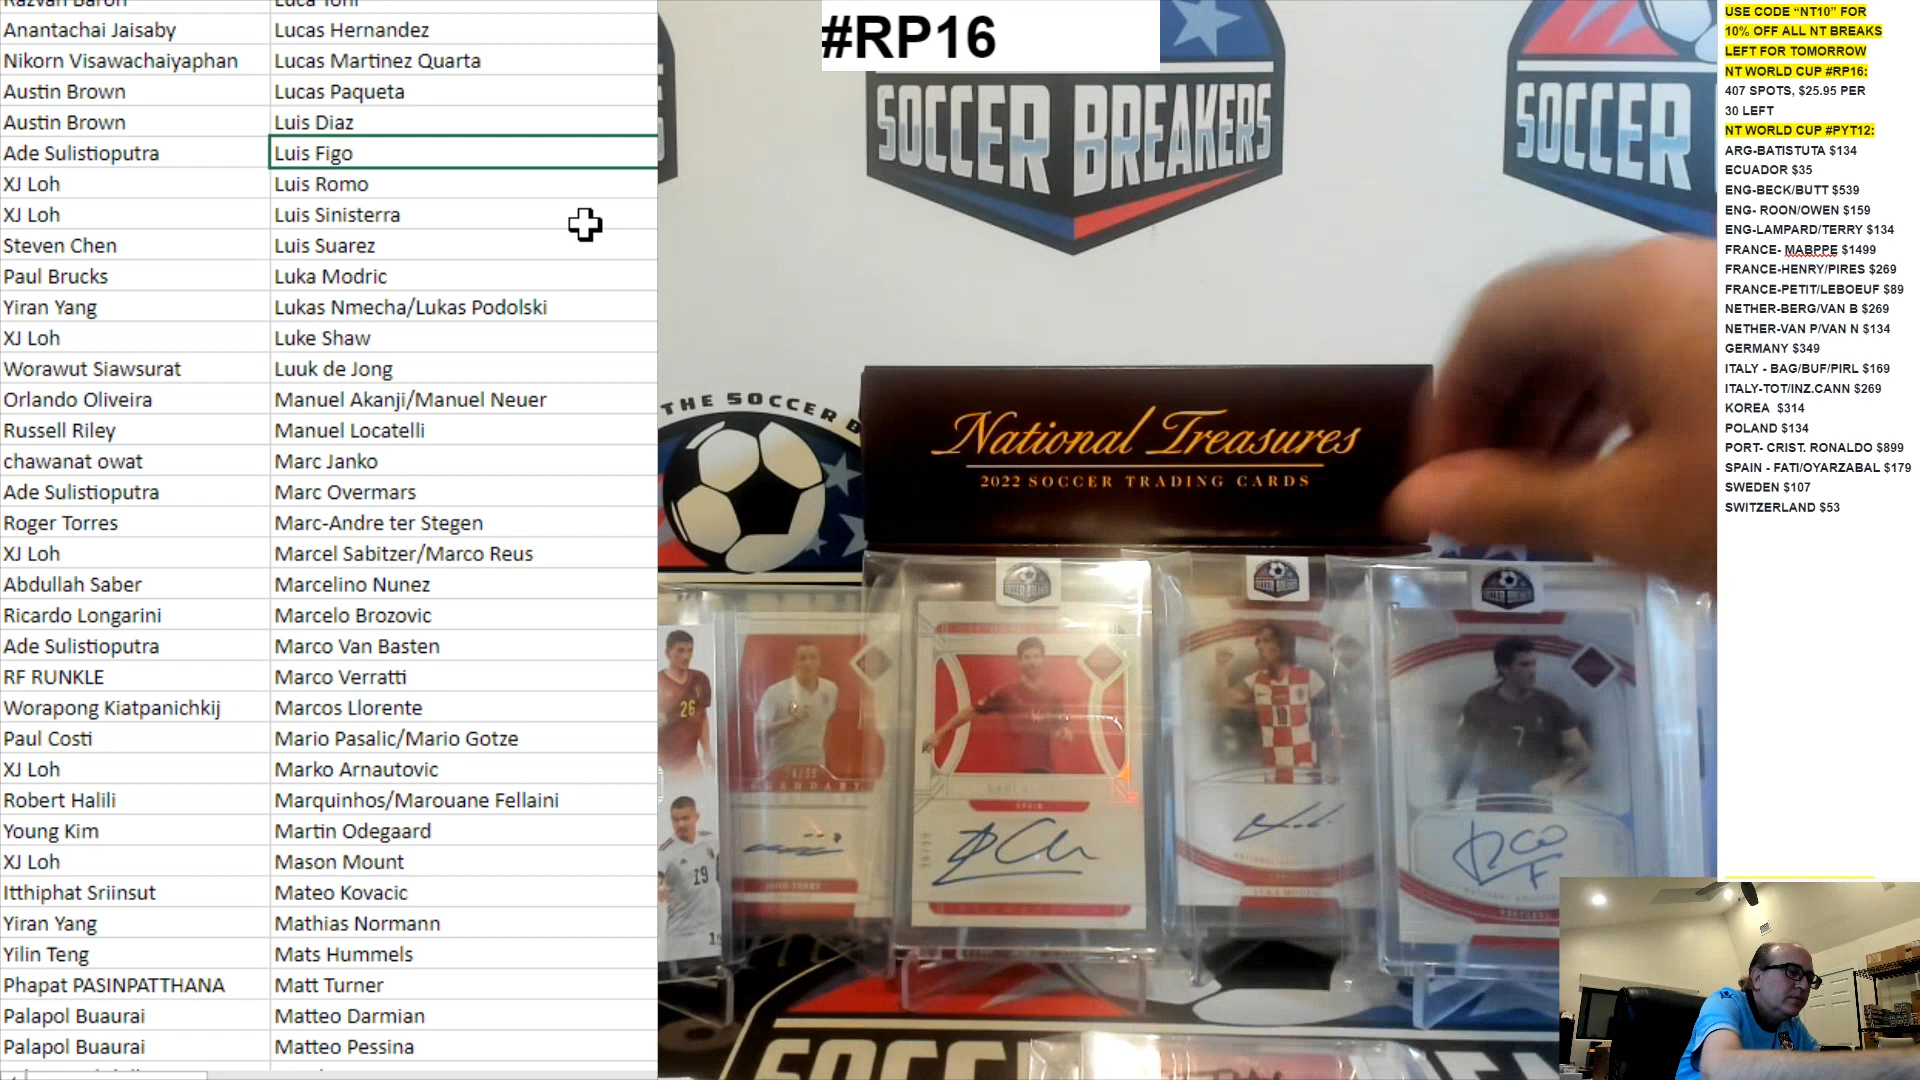 Anantachai Jaisaby Lucas Hernandez
Nikorn Visawachaiyaphan Lucas Martinez Quarta
Austin Brown Lucas Paqueta
Austin Brown Luis Diaz
Ade Sulistioputra Luis Figo
XJ Loh Luis Romo
XJ Loh Luis Sinisterra
Steven Chen Luis Suarez
Paul Brucks Luka Modric
Yiran Yang Lukas Nmecha/Lukas Podolski
XJ Loh Luke Shaw
Worawut Siawsurat Luuk de Jong
Orlando Oliveira Manuel Akanji/Manuel Neuer
Russell Riley Manuel Locatelli
chawanat owat Marc Janko
Ade Sulistioputra Marc Overmars
Roger Torres Marc-Andre ter Stegen
XJ Loh Marcel Sabitzer/Marco Reus
Abdullah Saber Marcelino Nunez
Ricardo Longarini Marcelo Brozovic
Ade Sulistioputra Marco Van Basten
RF RUNKLE Marco Verratti
Worapong Kiatpanichkij Marcos Llorente
Paul Costi Mario Pasalic/Mario Gotze
XJ Loh Marko Arnautovic
Robert Halili Marquinhos/Marouane Fellaini
Young Kim Martin Odegaard
XJ Loh Mason Mount
Itthiphat Sriinsut Mateo Kovacic
Yiran Yang Mathias Normann
Yilin Teng Mats Hummels
Phapat PASINPATTHANA Matt Turner
Palapol Buaurai Matteo Darmian
Palapol Buaurai Matteo Pessina
#RP16
SOCCER BREAKERS
SOCCER
THE SOCCER B
National Treasures
2022 SOCCER TRADING CARDS
26
19
4/99
JOHN TERRY
SPAIN
10
7
SOCCER
USE CODE “NT10” FOR
10% OFF ALL NT BREAKS
LEFT FOR TOMORROW
NT WORLD CUP #RP16:
407 SPOTS, $25.95 PER
30 LEFT
NT WORLD CUP #PYT12:
ARG-BATISTUTA $134
ECUADOR $35
ENG-BECK/BUTT $539
ENG- ROON/OWEN $159
ENG-LAMPARD/TERRY $134
FRANCE- MABPPE $1499
FRANCE-HENRY/PIRES $269
FRANCE-PETIT/LEBOEUF $89
NETHER-BERG/VAN B $269
NETHER-VAN P/VAN N $134
GERMANY $349
ITALY - BAG/BUF/PIRL $169
ITALY-TOT/INZ.CANN $269
KOREA $314
POLAND $134
PORT- CRIST. RONALDO $899
SPAIN - FATI/OYARZABAL $179
SWEDEN $107
SWITZERLAND $53